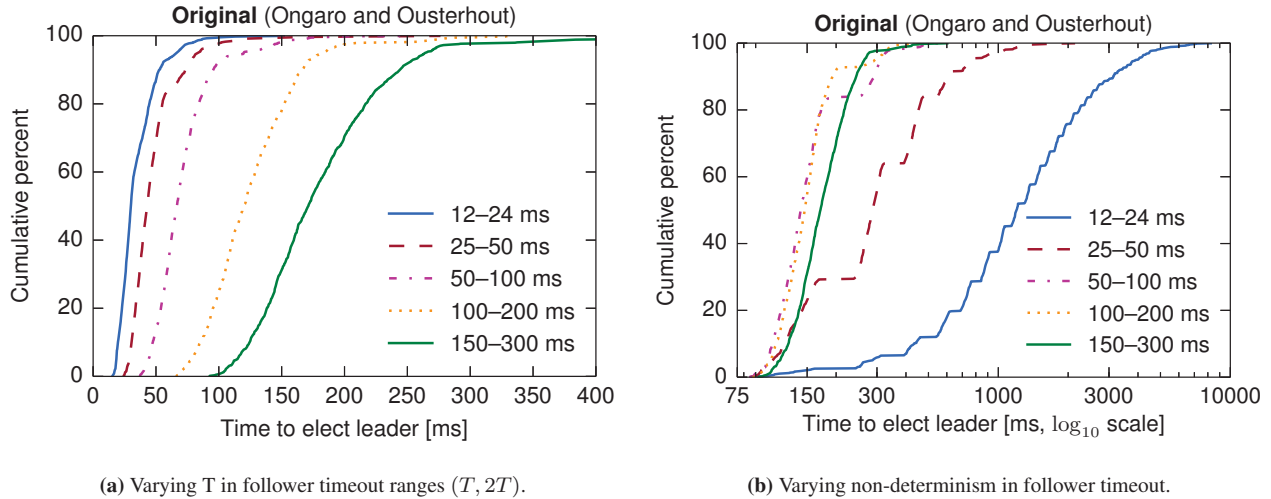 Original (Ongaro and Ousterhout)
100
80
60
40
20
0
Cumulative percent
12–24 ms
25–50 ms
50–100 ms
100–200 ms
150–300 ms
0 50 100 150 200 250 300 350 400
Time to elect leader [ms]
(a) Varying T in follower timeout ranges (T, 2T).
Original (Ongaro and Ousterhout)
100
80
60
40
20
0
Cumulative percent
12–24 ms
25–50 ms
50–100 ms
100–200 ms
150–300 ms
75 150 300 1000 3000 10000
Time to elect leader [ms, log₁₀ scale]
(b) Varying non-determinism in follower timeout.